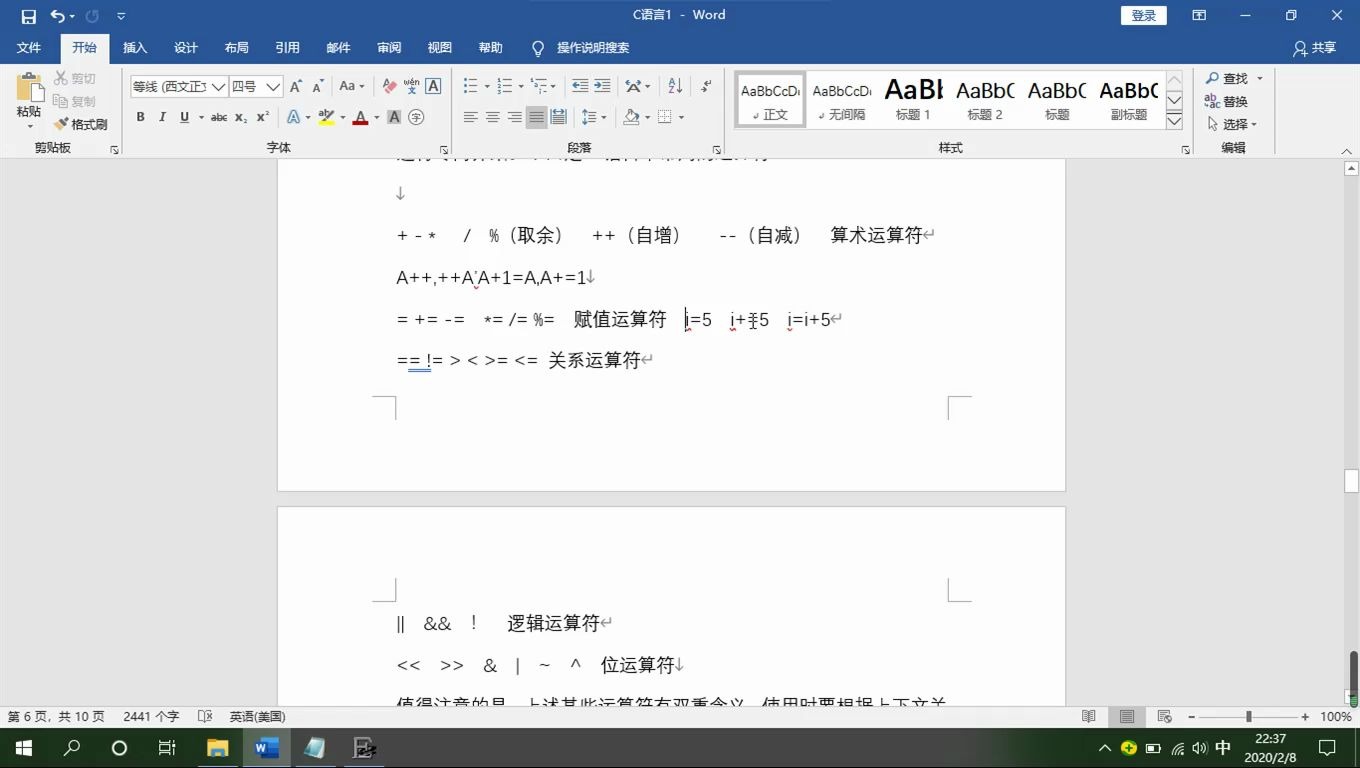 C语言1 - Word
登录
文件 开始 插入 设计 布局 引用 邮件 审阅 视图 帮助 操作说明搜索 共享
粘贴 剪切 复制 格式刷
等线 (西文正文 四号
AaBbCcDi AaBbCcDi AaBl AaBbC AaBbC AaBbC
正文 无间隔 标题 1 标题 2 标题 副标题
查找 替换 选择
剪贴板 字体 段落 样式 编辑
+ - * / %（取余） ++（自增） --（自减） 算术运算符
A++,++A'A+1=A,A+=1
= += -= *= /= %= 赋值运算符 i=5 i+=5 i=i+5
== != > < >= <= 关系运算符
|| && ! 逻辑运算符
<< >> & | ~ ^ 位运算符
值得注意的是，上述某些运算符有双重含义，使用时要根据上下文关
第 6 页，共 10 页 2441 个字 英语(美国) 100%
中 22:37
2020/2/8